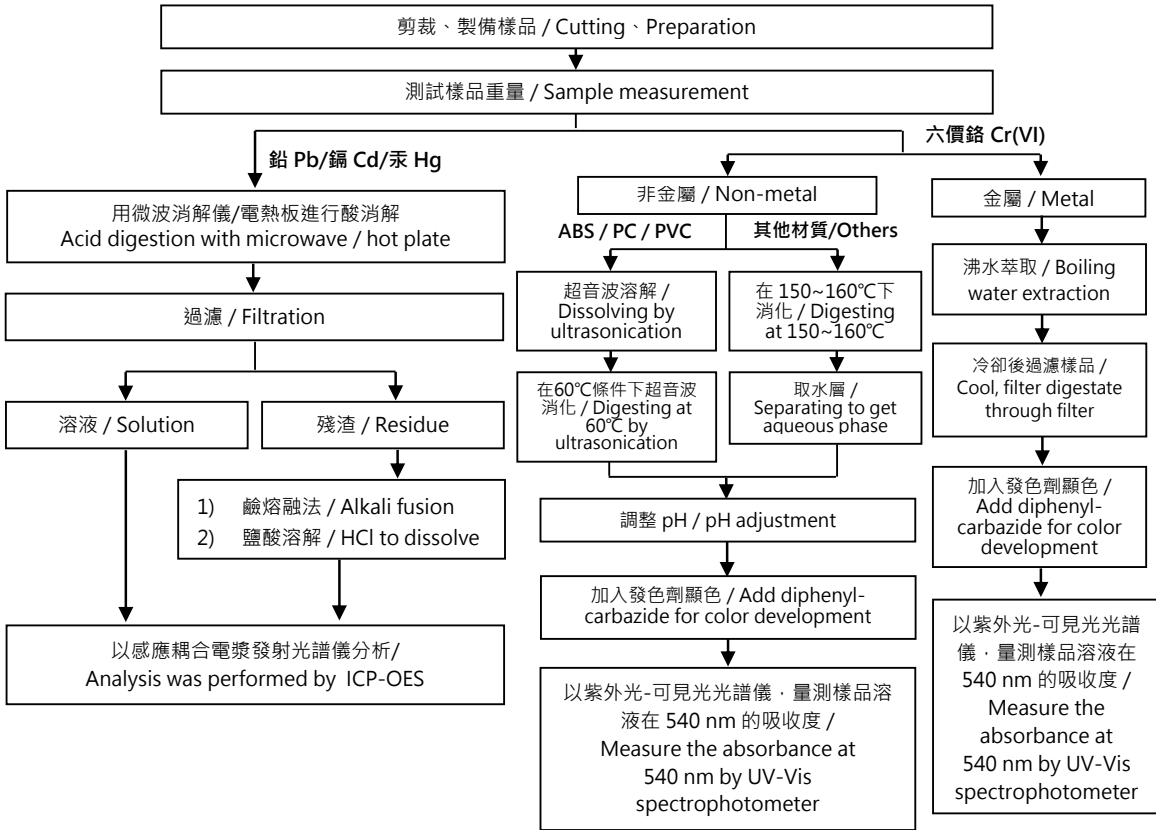 剪裁、製備樣品 / Cutting、Preparation
測試樣品重量 / Sample measurement
鉛 Pb/鎘 Cd/汞 Hg
六價鉻 Cr(VI)
用微波消解儀/電熱板進行酸消解
Acid digestion with microwave / hot plate
過濾 / Filtration
溶液 / Solution
殘渣 / Residue
1) 鹼熔融法 / Alkali fusion
2) 鹽酸溶解 / HCl to dissolve
以感應耦合電漿發射光譜儀分析/
Analysis was performed by ICP-OES
非金屬 / Non-metal
ABS / PC / PVC
其他材質/Others
超音波溶解 /
Dissolving by
ultrasonication
在 150~160℃下
消化 / Digesting
at 150~160℃
在60℃條件下超音波
消化 / Digesting at
60℃ by
ultrasonication
取水層 /
Separating to get
aqueous phase
調整 pH / pH adjustment
加入發色劑顯色 / Add diphenyl-
carbazide for color development
以紫外光-可見光光譜儀，量測樣品溶
液在 540 nm 的吸收度 /
Measure the absorbance at
540 nm by UV-Vis
spectrophotometer
金屬 / Metal
沸水萃取 / Boiling
water extraction
冷卻後過濾樣品 /
Cool, filter digestate
through filter
加入發色劑顯色 /
Add diphenyl-
carbazide for color
development
以紫外光-可見光光譜
儀，量測樣品溶液在
540 nm 的吸收度 /
Measure the
absorbance at
540 nm by UV-Vis
spectrophotometer